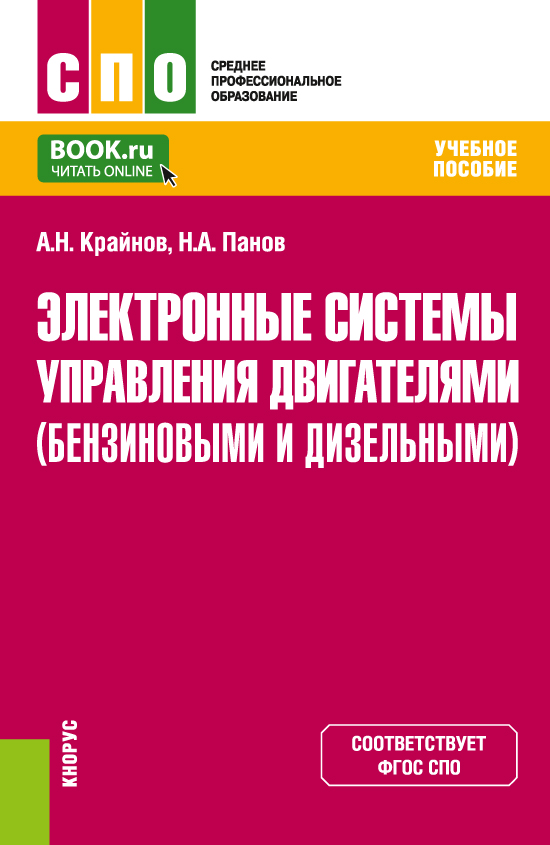 СПО
СРЕДНЕЕ
ПРОФЕССИОНАЛЬНОЕ
ОБРАЗОВАНИЕ
BOOK.ru
ЧИТАТЬ ONLINE
УЧЕБНОЕ
ПОСОБИЕ
А.Н. Крайнов, Н.А. Панов
ЭЛЕКТРОННЫЕ СИСТЕМЫ
УПРАВЛЕНИЯ ДВИГАТЕЛЯМИ
(БЕНЗИНОВЫМИ И ДИЗЕЛЬНЫМИ)
КНОРУС
СООТВЕТСТВУЕТ
ФГОС СПО